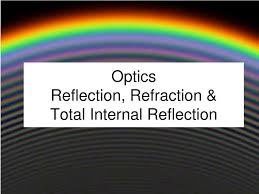 Optics
Reflection, Refraction &
Total Internal Reflection